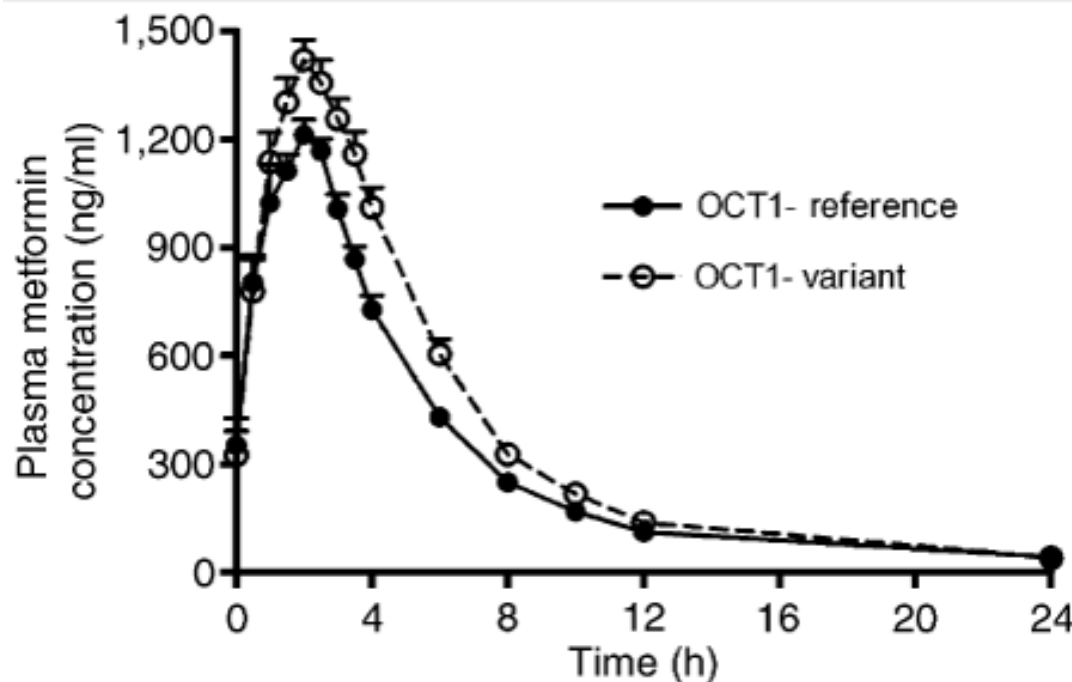 1,500
1,200
900
600
300
0
Plasma metformin
concentration (ng/ml)
OCT1- reference
OCT1- variant
0 4 8 12 16 20 24
Time (h)